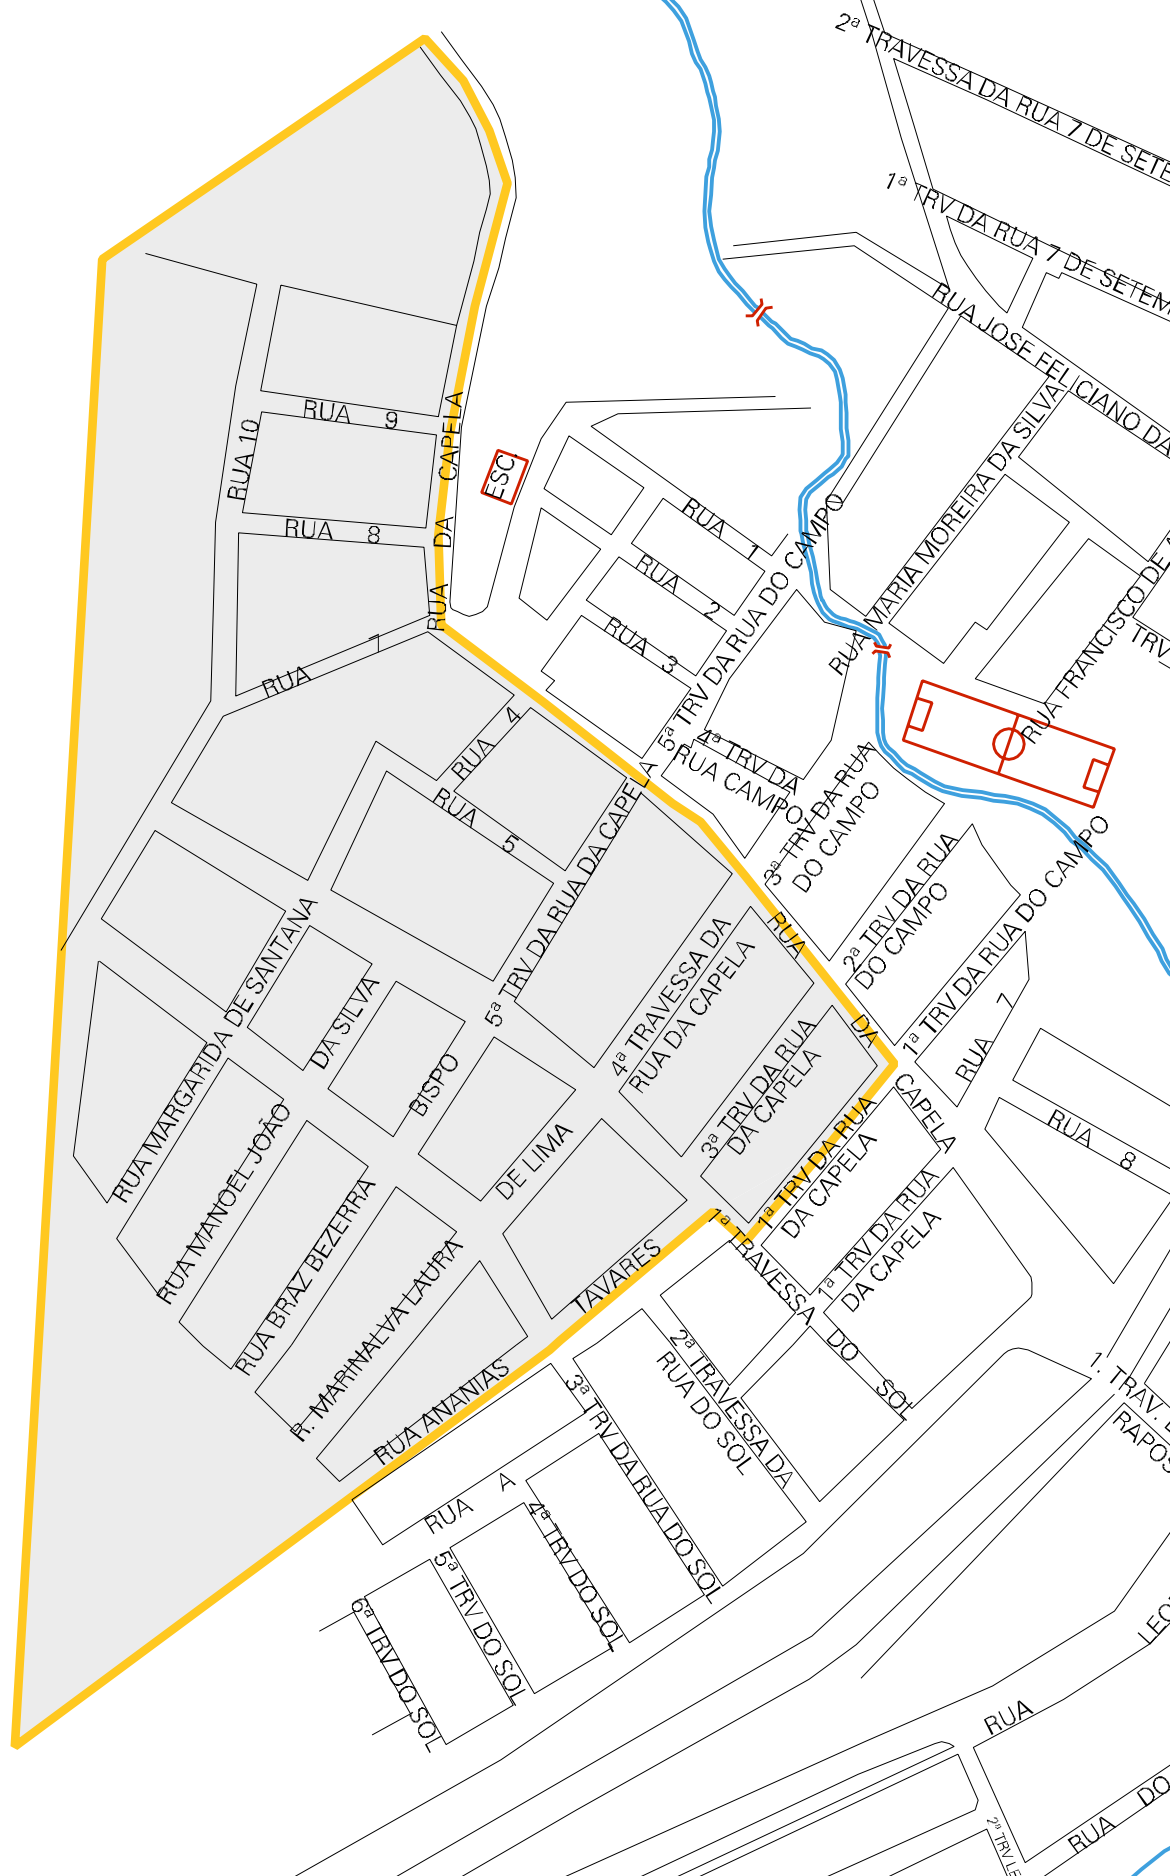 2ª TRAVESSA DA RUA 7 DE SETE
1ª TRV DA RUA 7 DE SETEM
RUA JOSE FELICIANO DA
RUA MARIA MOREIRA DA SILVA
RUA FRANCISCO DE A
TRV
RUA 9
RUA 10
RUA 8
RUA DA CAPELA
ESC.
RUA 1
RUA 2
RUA 3
5ª TRV DA RUA DO CAMPO
4ª TRV DA
RUA CAMPO
3ª TRV DA RUA
DO CAMPO
2ª TRV DA RUA
DO CAMPO
1ª TRV DA RUA DO CAMPO
RUA 7
RUA 7
RUA 8
RUA 4
RUA 5
5ª TRV DA RUA DA CAPELA
4ª TRAVESSA DA
RUA DA CAPELA
3ª TRV DA RUA
DA CAPELA
RUA DA CAPELA
1ª TRV DA RUA
DA CAPELA
1ª TRV DA RUA
DA CAPELA
RUA MARGARIDA DE SANTANA
RUA MANOEL JOÃO
DA SILVA
RUA BRAZ BEZERRA
BISPO
R. MARINALVA LAURA
DE LIMA
RUA ANANIAS
TAVARES
1ª TRAVESSA DO SOL
2ª TRAVESSA DA
RUA DO SOL
3ª TRV DA RUA DO SOL
RUA A
4ª TRV DO SOL
5ª TRV DO SOL
6ª TRV DO SOL
1. TRAV.
RAPOS
LEO
RUA
RUA DO
2ª TRV LE